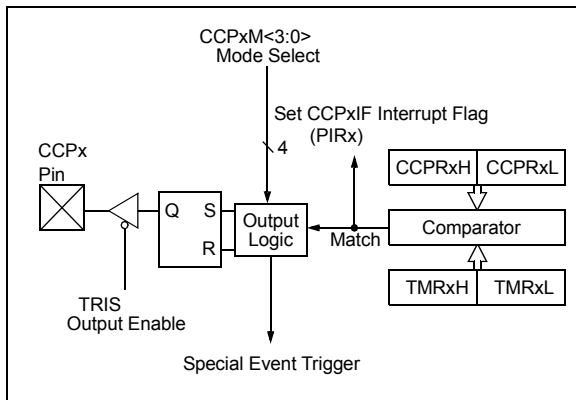 CCPxM<3:0>
Mode Select
Set CCPxIF Interrupt Flag
(PIRx)
4
CCPx
Pin
CCPRxH CCPRxL
Q S
R
Output
Logic
Match
Comparator
TRIS
Output Enable
TMRxH TMRxL
Special Event Trigger